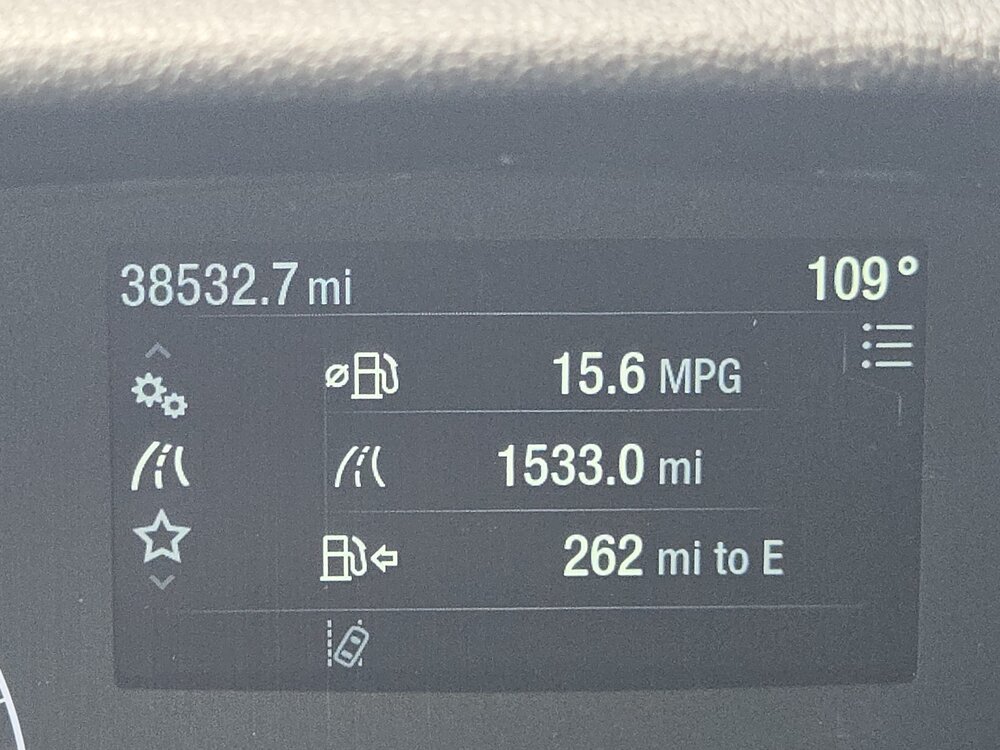 38532.7 mi 109°
15.6 MPG
1533.0 mi
262 mi to E